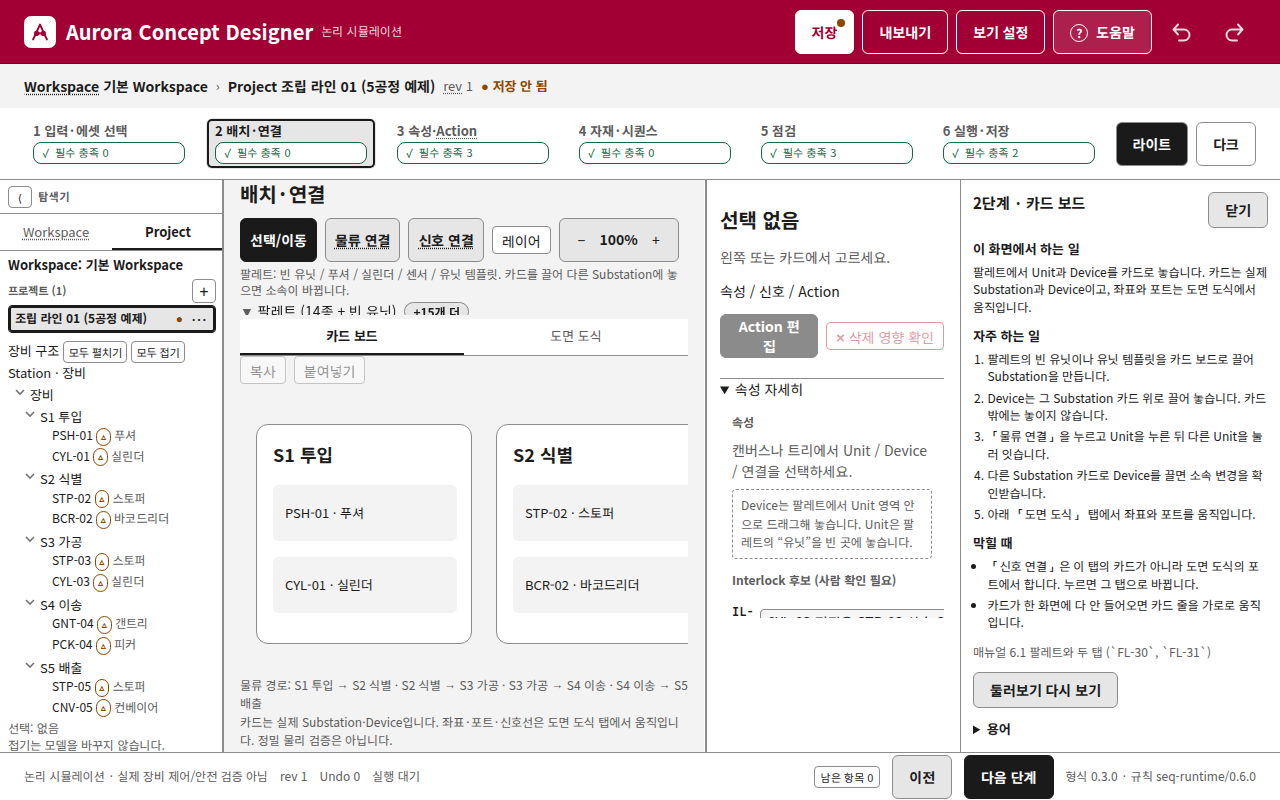 Aurora Concept Designer 논리 시뮬레이션
저장 내보내기 보기 설정 ? 도움말
Workspace 기본 Workspace › Project 조립 라인 01 (5공정 예제) rev 1 ● 저장 안 됨
1 입력·에셋 선택
✓ 필수 충족 0
2 배치·연결
✓ 필수 충족 0
3 속성·Action
✓ 필수 충족 3
4 자재·시퀀스
✓ 필수 충족 0
5 점검
✓ 필수 충족 3
6 실행·저장
✓ 필수 충족 2
라이트 다크
⟨ 탐색기
Workspace Project
Workspace: 기본 Workspace
프로젝트 (1) +
조립 라인 01 (5공정 예제) ● ···
장비 구조 모두 펼치기 모두 접기
Station · 장비
장비
S1 투입
PSH-01 푸셔
CYL-01 실린더
S2 식별
STP-02 스토퍼
BCR-02 바코드리더
S3 가공
STP-03 스토퍼
CYL-03 실린더
S4 이송
GNT-04 갠트리
PCK-04 피커
S5 배출
STP-05 스토퍼
CNV-05 컨베이어
선택: 없음
접기는 모델을 바꾸지 않습니다.
배치·연결
선택/이동 물류 연결 신호 연결 레이어 − 100% +
팔레트: 빈 유닛 / 푸셔 / 실린더 / 센서 / 유닛 템플릿. 카드를 끌어 다른 Substation에 놓
으면 소속이 바뀝니다.
▼ 팔레트 (14종 + 빈 유닛) +15개 더
카드 보드 도면 도식
복사 붙여넣기
S1 투입
PSH-01 · 푸셔
CYL-01 · 실린더
S2 식별
STP-02 · 스토퍼
BCR-02 · 바코드리더
물류 경로: S1 투입 → S2 식별 · S2 식별 → S3 가공 · S3 가공 → S4 이송 · S4 이송 → S5
배출
카드는 실제 Substation·Device입니다. 좌표·포트·신호선은 도면 도식 탭에서 움직입니
다. 정밀 물리 검증은 아닙니다.
선택 없음
왼쪽 또는 카드에서 고르세요.
속성 / 신호 / Action
Action 편
집
× 삭제 영향 확인
▼ 속성 자세히
속성
캔버스나 트리에서 Unit / Device
/ 연결을 선택하세요.
Device는 팔레트에서 Unit 영역 안
으로 드래그해 놓습니다. Unit은 팔
레트의 “유닛”을 빈 곳에 놓습니다.
Interlock 후보 (사람 확인 필요)
IL-
2단계 · 카드 보드 닫기
이 화면에서 하는 일
팔레트에서 Unit과 Device를 카드로 놓습니다. 카드는 실제
Substation과 Device이고, 좌표와 포트는 도면 도식에서
움직입니다.
자주 하는 일
1. 팔레트의 빈 유닛이나 유닛 템플릿을 카드 보드로 끌어
Substation을 만듭니다.
2. Device는 그 Substation 카드 위로 끌어 놓습니다. 카드
밖에는 놓이지 않습니다.
3. 「물류 연결」을 누르고 Unit을 누른 뒤 다른 Unit을 눌
러 잇습니다.
4. 다른 Substation 카드로 Device를 끌면 소속 변경을 확
인받습니다.
5. 아래 「도면 도식」 탭에서 좌표와 포트를 움직입니다.
막힐 때
• 「신호 연결」은 이 탭의 카드가 아니라 도면 도식의 포
트에서 합니다. 누르면 그 탭으로 바뀝니다.
• 카드가 한 화면에 다 안 들어오면 카드 줄을 가로로 움직
입니다.
매뉴얼 6.1 팔레트와 두 탭 (`FL-30`, `FL-31`)
둘러보기 다시 보기
▶ 용어
논리 시뮬레이션 · 실제 장비 제어/안전 검증 아님 rev 1 Undo 0 실행 대기
남은 항목 0 이전 다음 단계 형식 0.3.0 · 규칙 seq-runtime/0.6.0